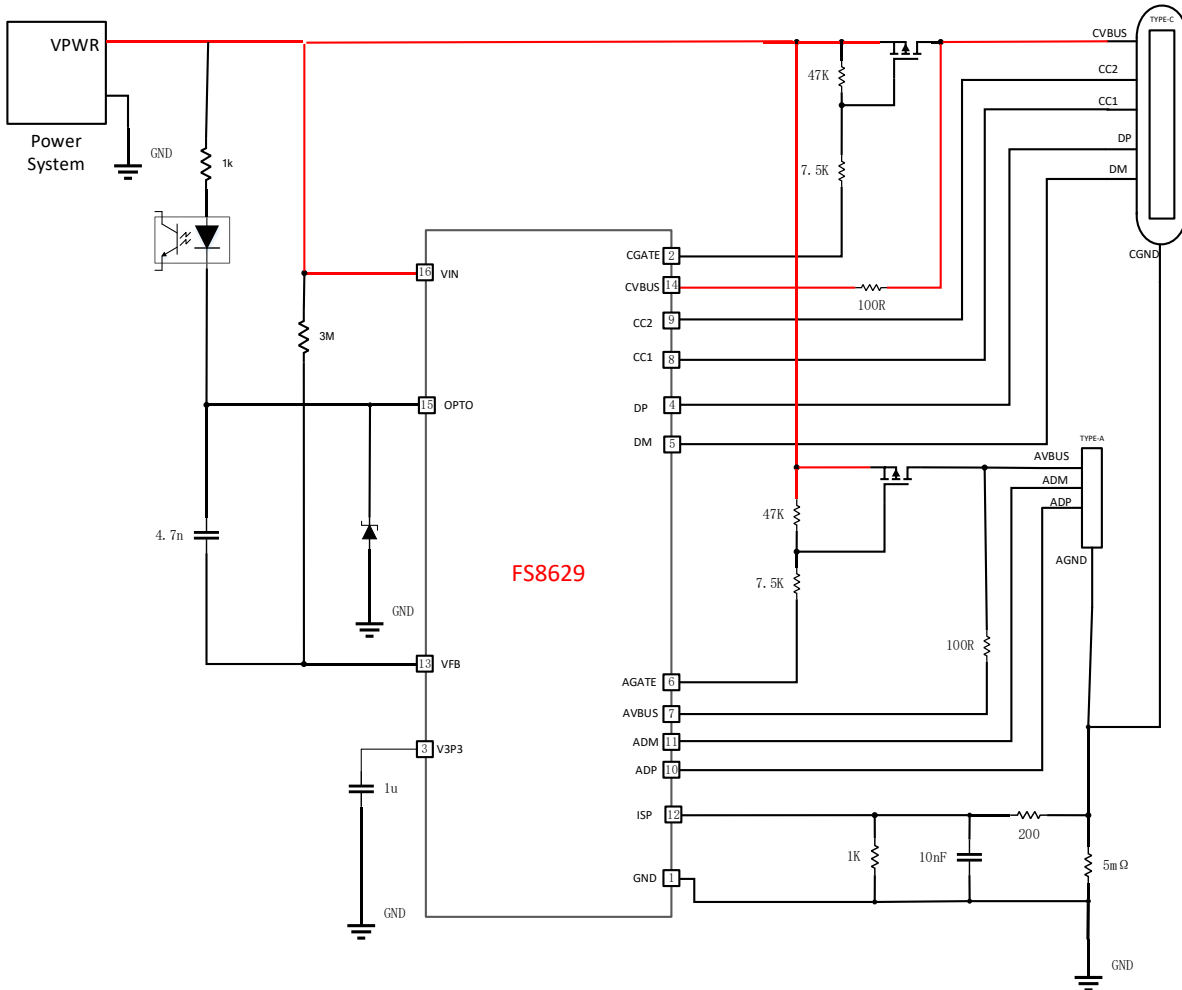 TYPE-C
VPWR
CVBUS
47K
CC2
CC1
Power
System
GND
1k
DP
7.5K
DM
CGATE
2
CGND
16
VIN
CVBUS
14
100R
9
CC2
3M
CC1
8
15
OPTO
DP
4
DM
5
TYPE-A
AVBUS
ADM
ADP
47K
4.7n
AGND
FS8629
7.5K
GND
100R
13
VFB
AGATE
6
AVBUS
7
3
V3P3
ADM
11
ADP
10
1u
ISP
12
200
1K
10nF
5mΩ
GND
1
GND
GND